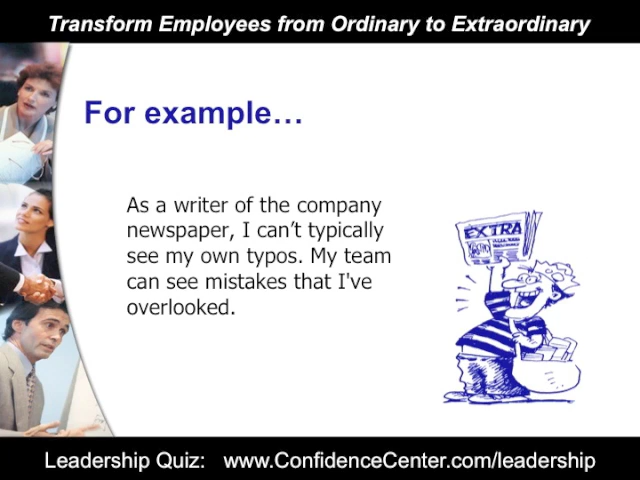 Transform Employees from Ordinary to Extraordinary
For example…
As a writer of the company
newspaper, I can’t typically
see my own typos. My team
can see mistakes that I've
overlooked.
EXTRA
Leadership Quiz: www.ConfidenceCenter.com/leadership